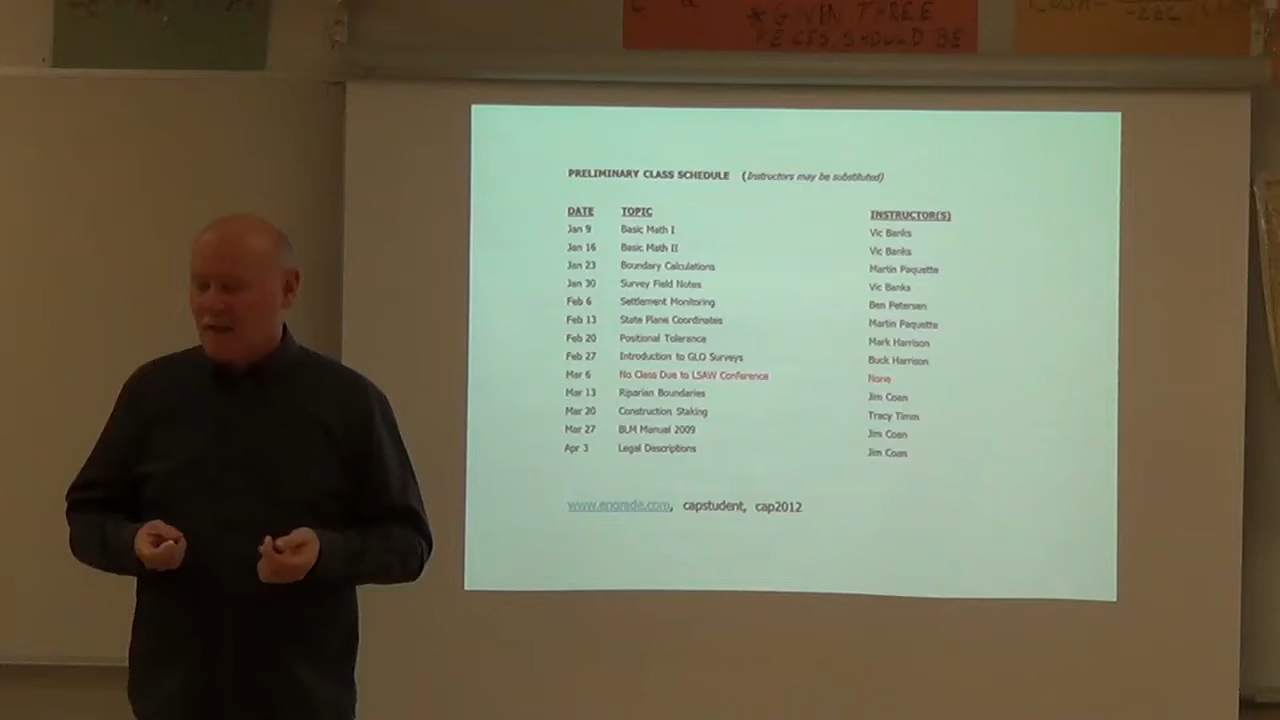 * GIVEN THREE
PIECES, SHOULD BE
PRELIMINARY CLASS SCHEDULE (Instructors may be substituted)
DATE TOPIC INSTRUCTOR(S)
Jan 9 Basic Math I Vic Banks
Jan 16 Basic Math II Vic Banks
Jan 23 Boundary Calculations Martin Paquette
Jan 30 Survey Field Notes Vic Banks
Feb 6 Settlement Monitoring Ben Petersen
Feb 13 State Plane Coordinates Martin Paquette
Feb 20 Positional Tolerance Mark Harrison
Feb 27 Introduction to GLO Surveys Buck Harrison
Mar 6 No Class Due to LSAW Conference None
Mar 13 Riparian Boundaries Jim Coan
Mar 20 Construction Staking Tracy Timm
Mar 27 BLM Manual 2009 Jim Coan
Apr 3 Legal Descriptions Jim Coan
www.engrade.com, capstudent, cap2012